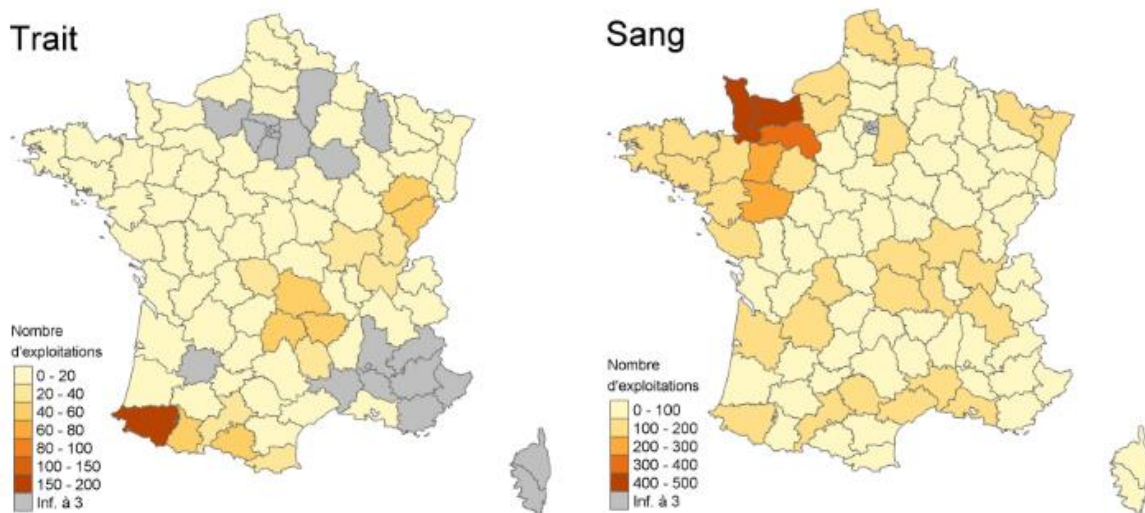 Trait
Nombre
d'exploitations
0 - 20
20 - 40
40 - 60
60 - 80
80 - 100
100 - 150
150 - 200
Inf. à 3
Sang
Nombre
d'exploitations
0 - 100
100 - 200
200 - 300
300 - 400
400 - 500
Inf. à 3